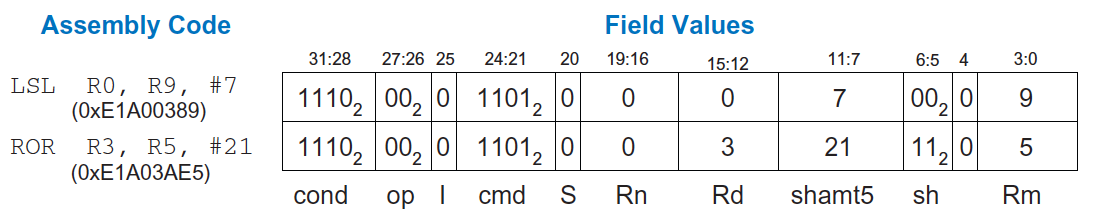 Assembly Code Field Values
31:28 27:26 25 24:21 20 19:16 15:12 11:7 6:5 4 3:0
LSL R0, R9, #7 1110₂ 00₂ 0 1101₂ 0 0 0 7 00₂ 0 9
(0xE1A00389)
ROR R3, R5, #21 1110₂ 00₂ 0 1101₂ 0 0 3 21 11₂ 0 5
(0xE1A03AE5)
cond op I cmd S Rn Rd shamt5 sh Rm